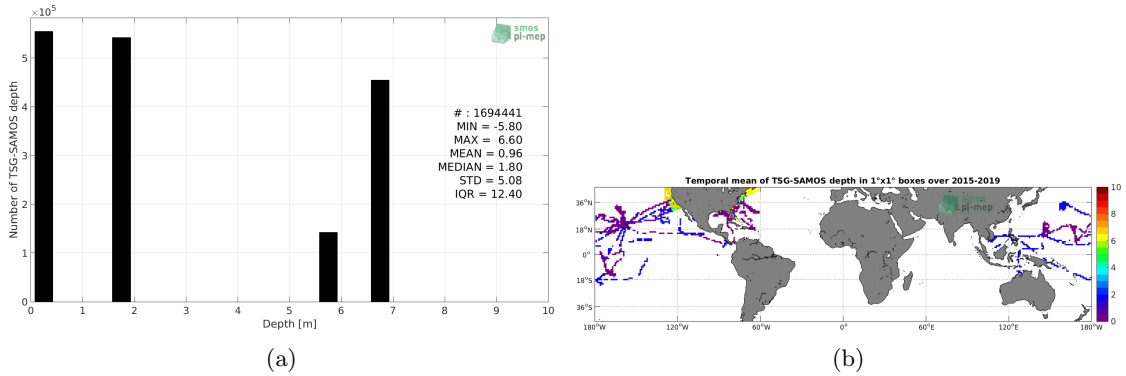 ×10⁵
smos
pi-mep
5
4
3
2
1
0
Number of TSG-SAMOS depth
# : 1694441
MIN = -5.80
MAX = 6.60
MEAN = 0.96
MEDIAN = 1.80
STD = 5.08
IQR = 12.40
0 1 2 3 4 5 6 7 8 9 10
Depth [m]
(a)
Temporal mean of TSG-SAMOS depth in 1°x1° boxes over 2015-2019
smos
pi-mep
36°N
18°N
0°
18°S
36°S
180°W 120°W 60°W 0° 60°E 120°E 180°E
10
8
6
4
2
0
(b)